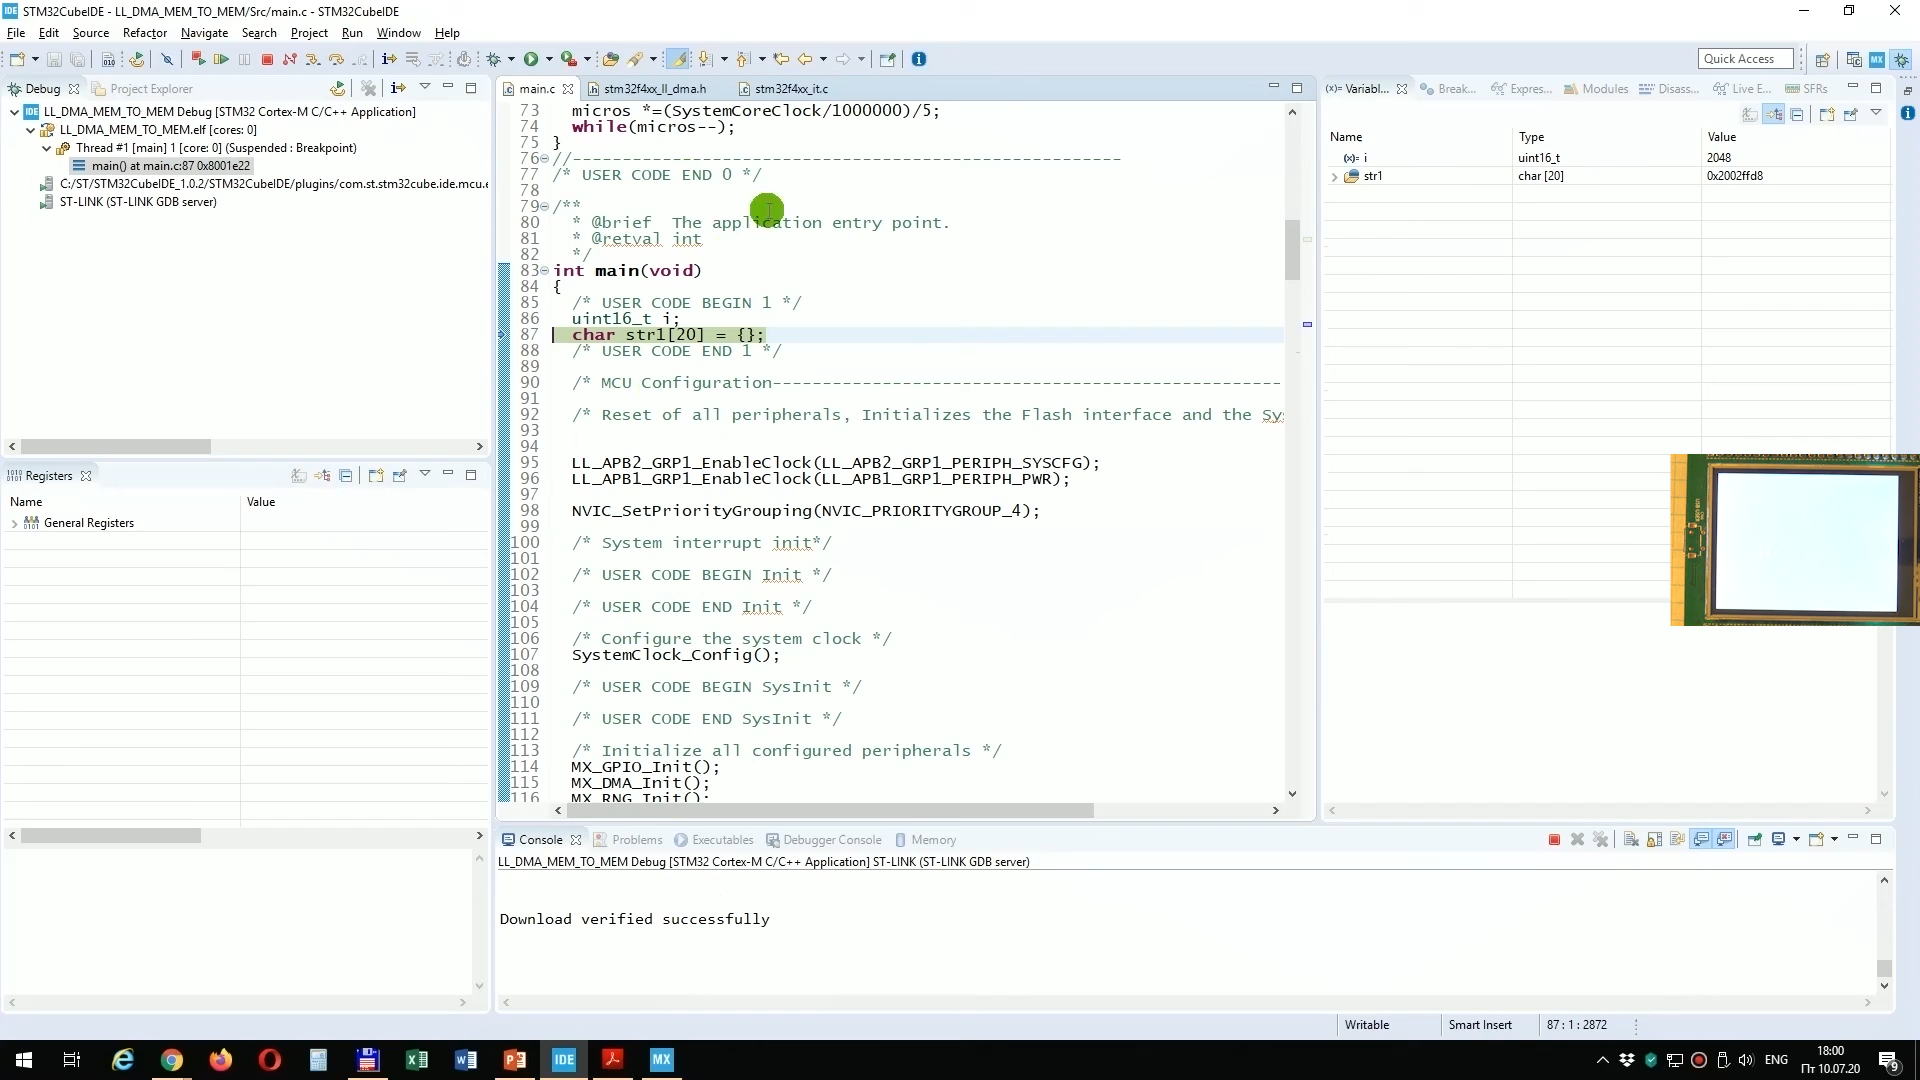 STM32CubeIDE - LL_DMA_MEM_TO_MEM/Src/main.c - STM32CubeIDE
File Edit Source Refactor Navigate Search Project Run Window Help
Quick Access
Debug Project Explorer
LL_DMA_MEM_TO_MEM Debug [STM32 Cortex-M C/C++ Application]
LL_DMA_MEM_TO_MEM.elf [cores: 0]
Thread #1 [main] 1 [core: 0] (Suspended : Breakpoint)
main() at main.c:87 0x8001e22
C:/ST/STM32CubeIDE_1.0.2/STM32CubeIDE/plugins/com.st.stm32cube.ide.mcu.e
ST-LINK (ST-LINK GDB server)
Registers
Name Value
General Registers
main.c stm32f4xx_ll_dma.h stm32f4xx_it.c
73 micros *=(SystemCoreClock/1000000)/5;
74 while(micros--);
75 }
76 //-------------------------------------------------------
77 /* USER CODE END 0 */
78
79 /**
80 * @brief The application entry point.
81 * @retval int
82 */
83 int main(void)
84 {
85 /* USER CODE BEGIN 1 */
86 uint16_t i;
87 char str1[20] = {};
88 /* USER CODE END 1 */
89
90 /* MCU Configuration---------------------------------------------------
91
92 /* Reset of all peripherals, Initializes the Flash interface and the Sys
93
94
95 LL_APB2_GRP1_EnableClock(LL_APB2_GRP1_PERIPH_SYSCFG);
96 LL_APB1_GRP1_EnableClock(LL_APB1_GRP1_PERIPH_PWR);
97
98 NVIC_SetPriorityGrouping(NVIC_PRIORITYGROUP_4);
99
100 /* System interrupt init*/
101
102 /* USER CODE BEGIN Init */
103
104 /* USER CODE END Init */
105
106 /* Configure the system clock */
107 SystemClock_Config();
108
109 /* USER CODE BEGIN SysInit */
110
111 /* USER CODE END SysInit */
112
113 /* Initialize all configured peripherals */
114 MX_GPIO_Init();
115 MX_DMA_Init();
116 MX_RNG_Init();
(x)= Variabl... Break... Expres... Modules Disass... Live E... SFRs
Name Type Value
(x)= i uint16_t 2048
str1 char [20] 0x2002ffd8
Console Problems Executables Debugger Console Memory
LL_DMA_MEM_TO_MEM Debug [STM32 Cortex-M C/C++ Application] ST-LINK (ST-LINK GDB server)
Download verified successfully
Writable Smart Insert 87 : 1 : 2872
IDE MX ENG
18:00
Пт 10.07.20
9